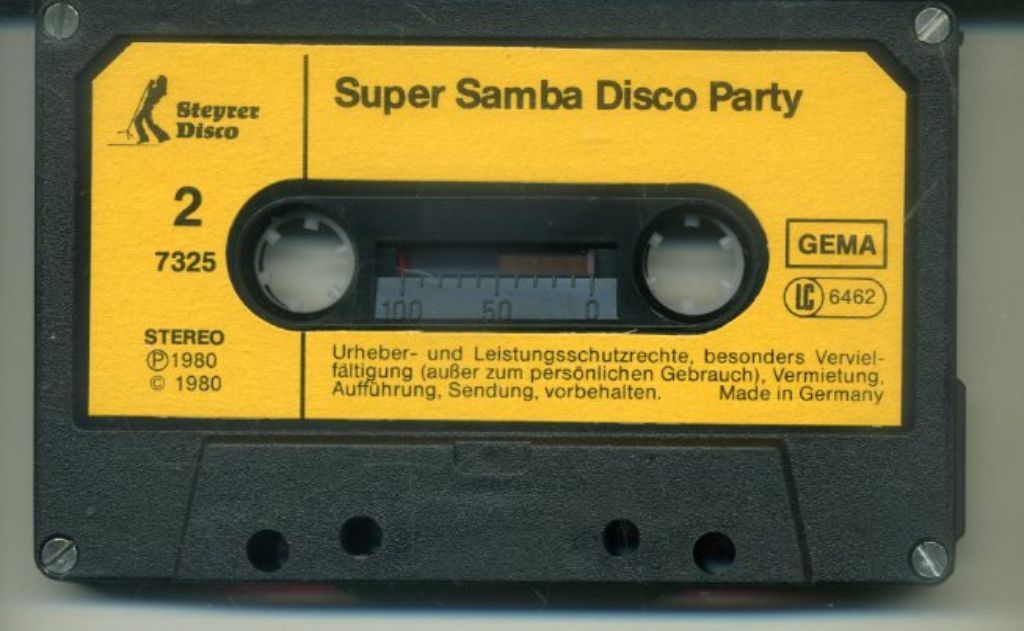 Super Samba Disco Party
Steyrer
Disco
2
7325
GEMA
LC 6462
100 50 0
STEREO
Ⓟ1980
© 1980
Urheber- und Leistungsschutzrechte, besonders Verviel-
fältigung (außer zum persönlichen Gebrauch), Vermietung,
Aufführung, Sendung, vorbehalten. Made in Germany